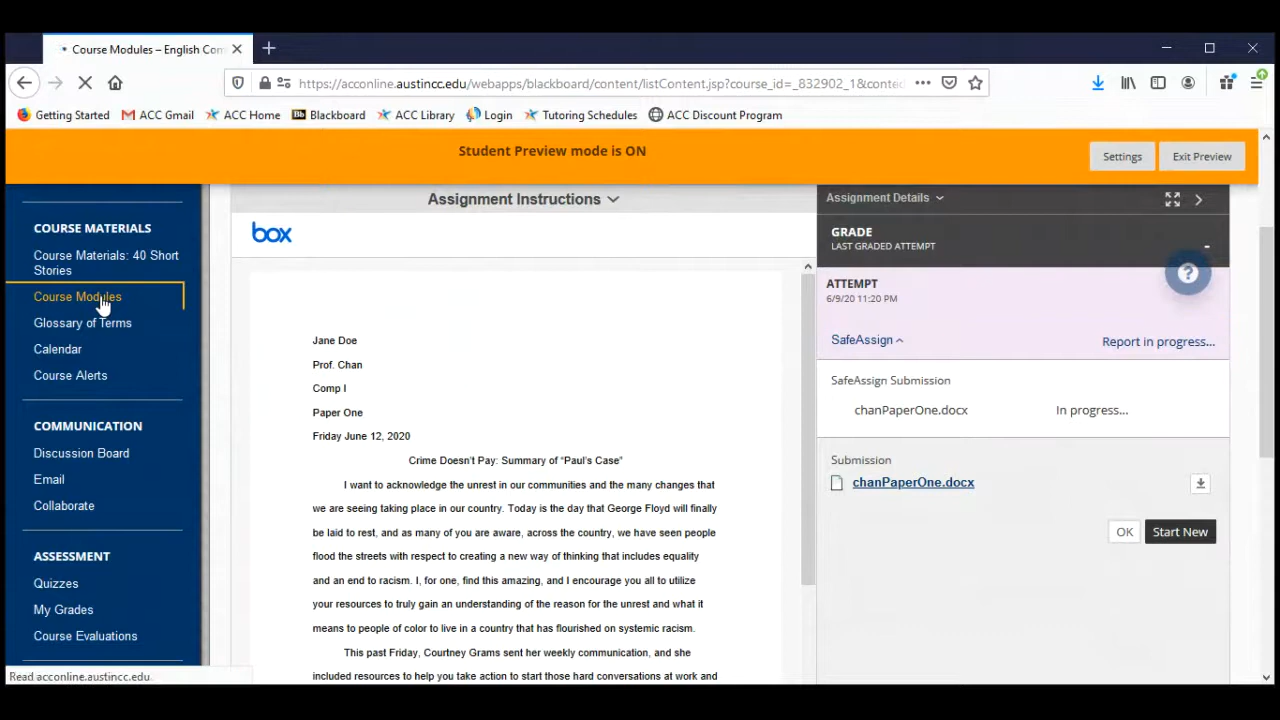 Course Modules – English Com
https://acconline.austincc.edu/webapps/blackboard/content/listContent.jsp?course_id=_832902_1&conte
Getting Started
ACC Gmail
ACC Home
Bb
Blackboard
ACC Library
Login
Tutoring Schedules
ACC Discount Program
Student Preview mode is ON
Settings
Exit Preview
COURSE MATERIALS
Course Materials: 40 Short
Stories
Course Modules
Glossary of Terms
Calendar
Course Alerts
COMMUNICATION
Discussion Board
Email
Collaborate
ASSESSMENT
Quizzes
My Grades
Course Evaluations
Read acconline.austincc.edu
Assignment Instructions
box
Jane Doe
Prof. Chan
Comp I
Paper One
Friday June 12, 2020
Crime Doesn't Pay: Summary of "Paul's Case"
I want to acknowledge the unrest in our communities and the many changes that
we are seeing taking place in our country. Today is the day that George Floyd will finally
be laid to rest, and as many of you are aware, across the country, we have seen people
flood the streets with respect to creating a new way of thinking that includes equality
and an end to racism. I, for one, find this amazing, and I encourage you all to utilize
your resources to truly gain an understanding of the reason for the unrest and what it
means to people of color to live in a country that has flourished on systemic racism.
This past Friday, Courtney Grams sent her weekly communication, and she
included resources to help you take action to start those hard conversations at work and
Assignment Details
GRADE
LAST GRADED ATTEMPT
-
?
ATTEMPT
6/9/20 11:20 PM
SafeAssign
Report in progress...
SafeAssign Submission
chanPaperOne.docx
In progress...
Submission
chanPaperOne.docx
OK
Start New